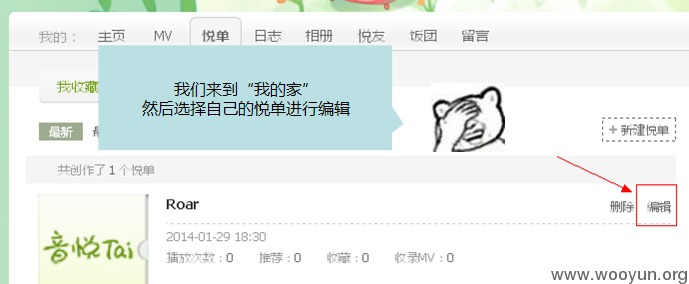 我的： 主页 MV 悦单 日志 相册 悦友 饭团 留言
我收藏
我们来到“我的家”
然后选择自己的悦单进行编辑
最新
+ 新建悦单
共创作了 1 个悦单
Roar
删除 编辑
音悦Tai
2014-01-29 18:30
播放次数：0 推荐：0 收藏：0 收录MV：0
www.wooyun.org